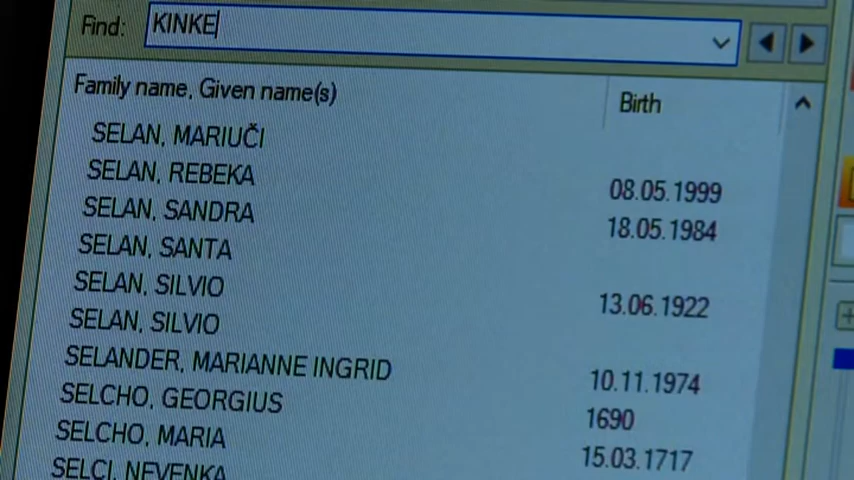 Find: KINKE
Family name, Given name(s) Birth
SELAN, MARIUČI
SELAN, REBEKA 08.05.1999
SELAN, SANDRA 18.05.1984
SELAN, SANTA
SELAN, SILVIO 13.06.1922
SELAN, SILVIO
SELANDER, MARIANNE INGRID 10.11.1974
SELCHO, GEORGIUS 1690
SELCHO, MARIA 15.03.1717
SELCI, NEVENKA